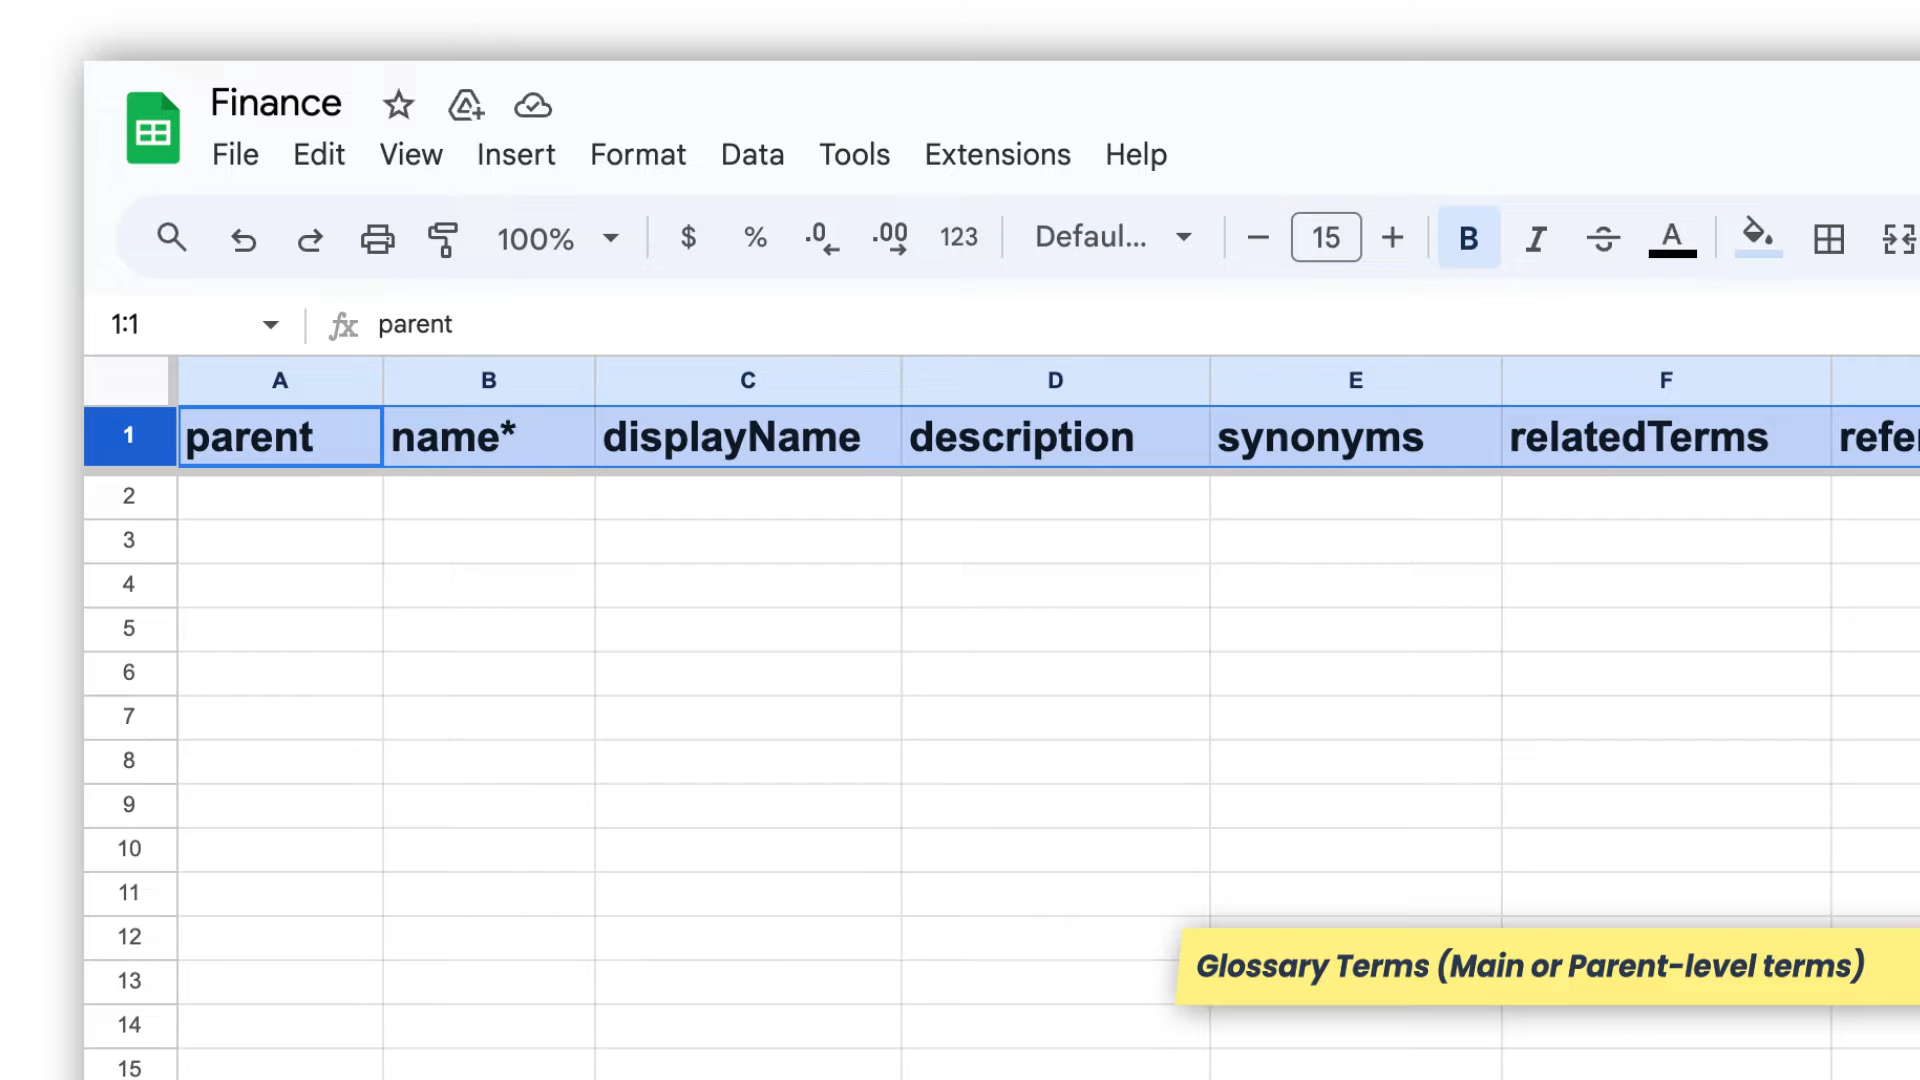 Finance
File Edit View Insert Format Data Tools Extensions Help
100% $ % .0 .00 123 Defaul... 15 B I S A
1:1 fx parent
A B C D E F
1 parent name* displayName description synonyms relatedTerms refe
2
3
4
5
6
7
8
9
10
11
12
Glossary Terms (Main or Parent-level terms)
13
14
15